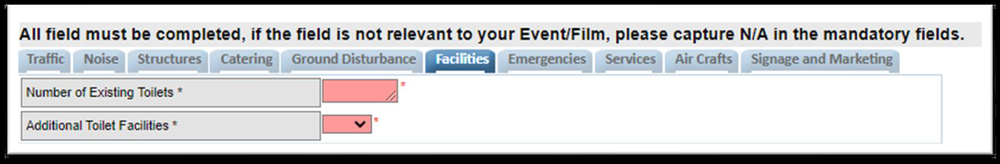 All field must be completed, if the field is not relevant to your Event/Film, please capture N/A in the mandatory fields.
Traffic Noise Structures Catering Ground Disturbance Facilities Emergencies Services Air Crafts Signage and Marketing
Number of Existing Toilets * *
Additional Toilet Facilities * *